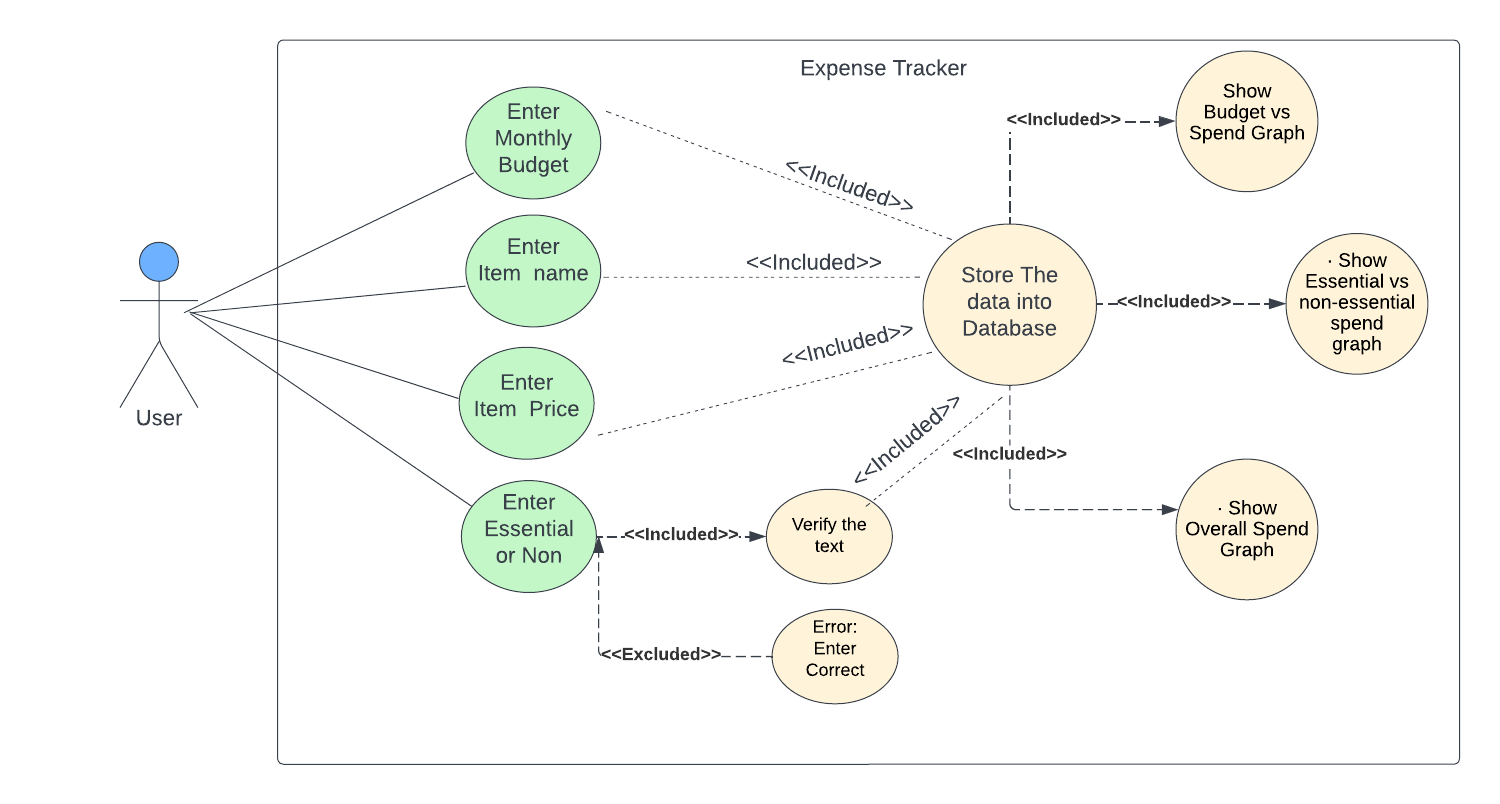 Expense Tracker
Enter
Monthly
Budget
Enter
Item name
Enter
Item Price
Enter
Essential
or Non
User
<<Included>>
<<Included>>
<<Included>>
<<Included>>
<<Included>>
Verify the
text
<<Excluded>>
Error:
Enter
Correct
Store The
data into
Database
<<Included>>
Show
Budget vs
Spend Graph
<<Included>>
· Show
Essential vs
non-essential
spend
graph
<<Included>>
· Show
Overall Spend
Graph